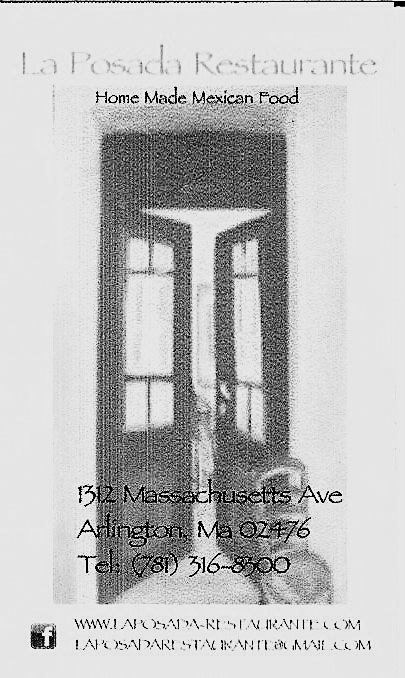 La Posada Restaurante
Home Made Mexican Food
1312 Massachusetts Ave
Arlington, Ma 02476
Tel: (781) 316-8300
WWW.LAPOSADA-RESTAURANTE.COM
LAPOSADARESTAURANTE@GMAIL.COM